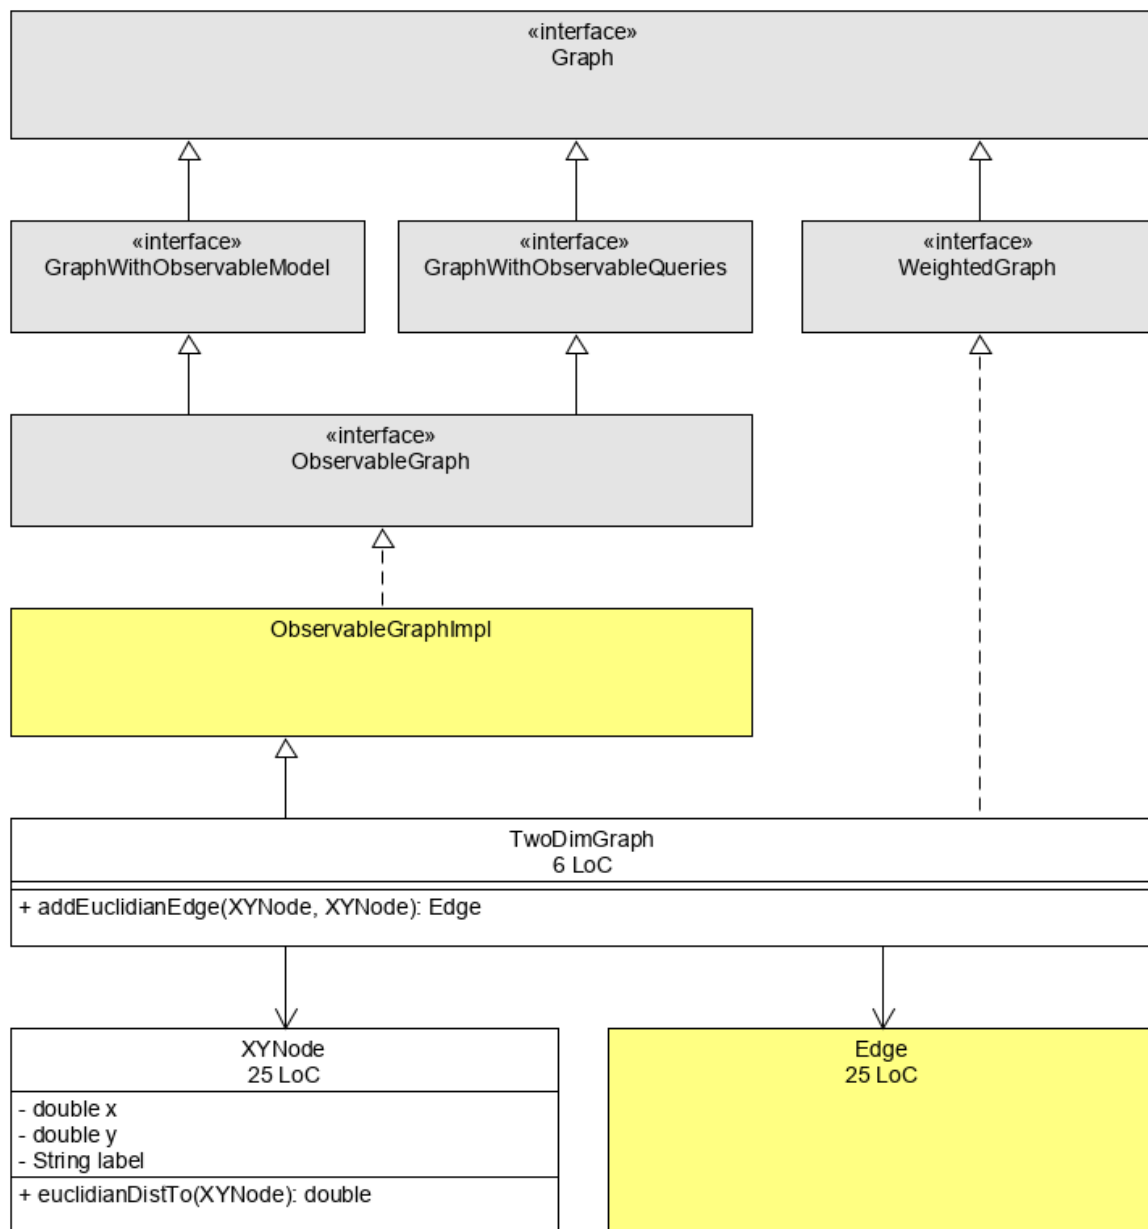 «interface»
Graph
«interface»
GraphWithObservableModel
«interface»
GraphWithObservableQueries
«interface»
WeightedGraph
«interface»
ObservableGraph
ObservableGraphImpl
TwoDimGraph
6 LoC
+ addEuclidianEdge(XYNode, XYNode): Edge
XYNode
25 LoC
- double x
- double y
- String label
+ euclidianDistTo(XYNode): double
Edge
25 LoC